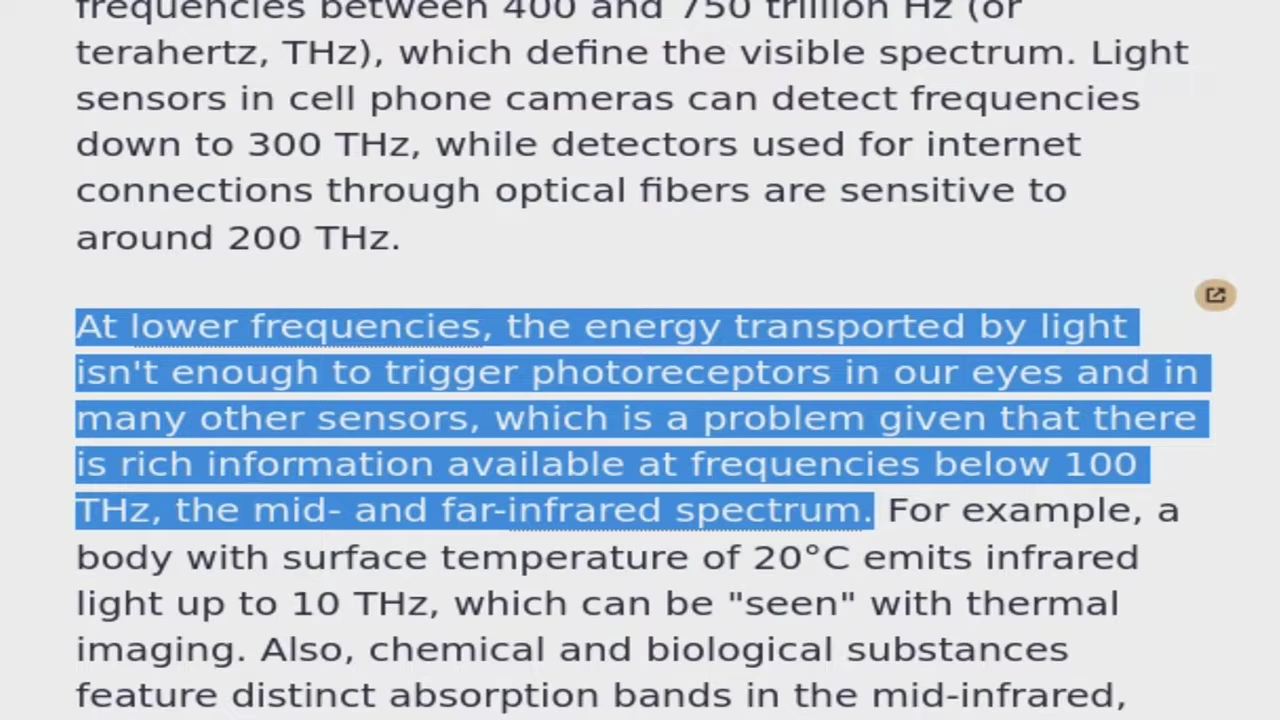 frequencies between 400 and 750 trillion Hz (or
terahertz, THz), which define the visible spectrum. Light
sensors in cell phone cameras can detect frequencies
down to 300 THz, while detectors used for internet
connections through optical fibers are sensitive to
around 200 THz.
At lower frequencies, the energy transported by light
isn't enough to trigger photoreceptors in our eyes and in
many other sensors, which is a problem given that there
is rich information available at frequencies below 100
THz, the mid- and far-infrared spectrum. For example, a
body with surface temperature of 20°C emits infrared
light up to 10 THz, which can be "seen" with thermal
imaging. Also, chemical and biological substances
feature distinct absorption bands in the mid-infrared,